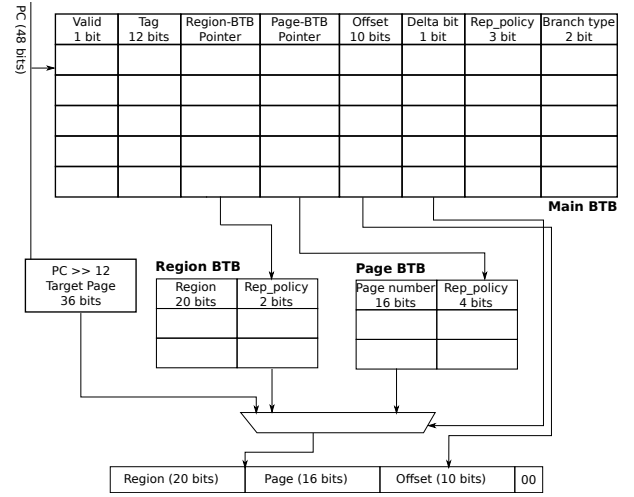 PC (48 bits)
Valid
1 bit
Tag
12 bits
Region-BTB
Pointer
Page-BTB
Pointer
Offset
10 bits
Delta bit
1 bit
Rep_policy
3 bit
Branch type
2 bit
Main BTB
PC >> 12
Target Page
36 bits
Region BTB
Region
20 bits
Rep_policy
2 bits
Page BTB
Page number
16 bits
Rep_policy
4 bits
Region (20 bits)
Page (16 bits)
Offset (10 bits)
00